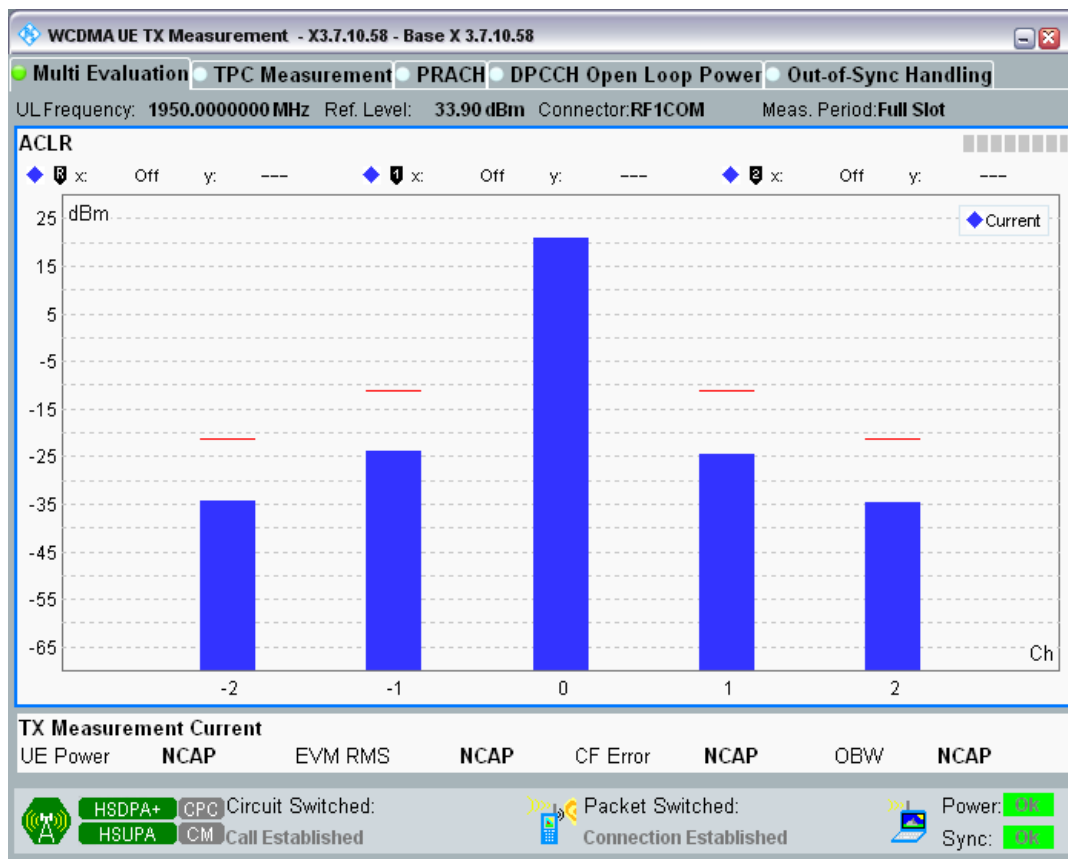 WCDMA UE TX Measurement - X3.7.10.58 - Base X 3.7.10.58
Multi Evaluation TPC Measurement PRACH DPCCH Open Loop Power Out-of-Sync Handling
UL Frequency: 1950.0000000 MHz Ref. Level: 33.90 dBm Connector:RF1COM Meas. Period:Full Slot
ACLR
R x: Off y: --- 1 x: Off y: --- 2 x: Off y: ---
dBm
Current
25
15
5
-5
-15
-25
-35
-45
-55
-65
Ch
-2 -1 0 1 2
TX Measurement Current
UE Power NCAP EVM RMS NCAP CF Error NCAP OBW NCAP
HSDPA+ CPC Circuit Switched: Packet Switched: Power: OK
HSUPA CM Call Established Connection Established Sync: OK